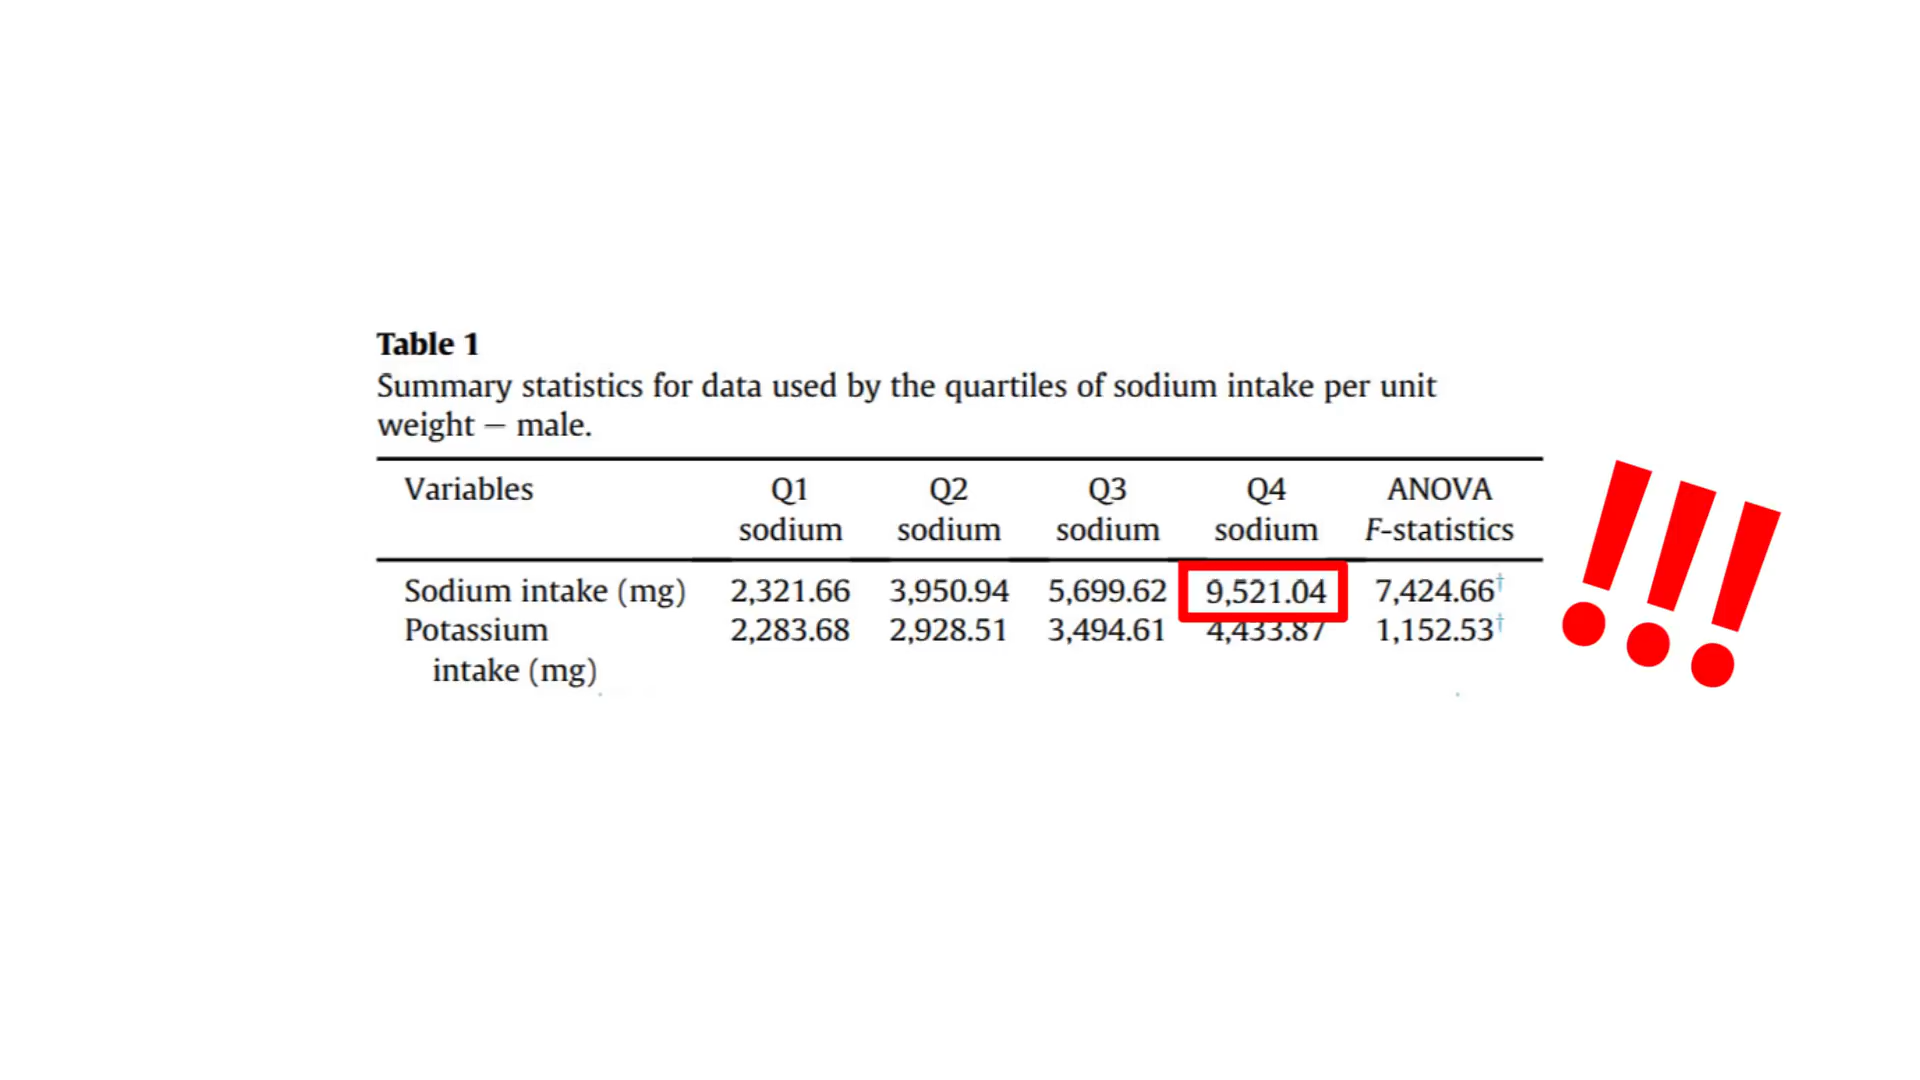 Table 1
Summary statistics for data used by the quartiles of sodium intake per unit
weight — male.
Variables Q1 Q2 Q3 Q4 ANOVA
sodium sodium sodium sodium F-statistics
Sodium intake (mg) 2,321.66 3,950.94 5,699.62 9,521.04 7,424.66†
Potassium 2,283.68 2,928.51 3,494.61 4,433.87 1,152.53†
intake (mg)
!!!